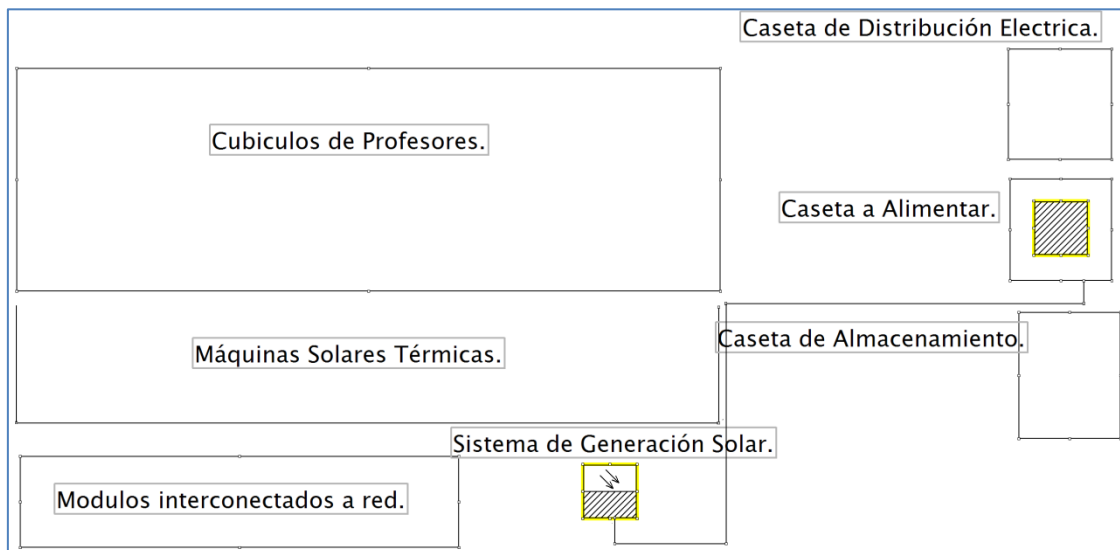 Caseta de Distribución Electrica.
Cubiculos de Profesores.
Caseta a Alimentar.
Caseta de Almacenamiento.
Máquinas Solares Térmicas.
Sistema de Generación Solar.
Modulos interconectados a red.